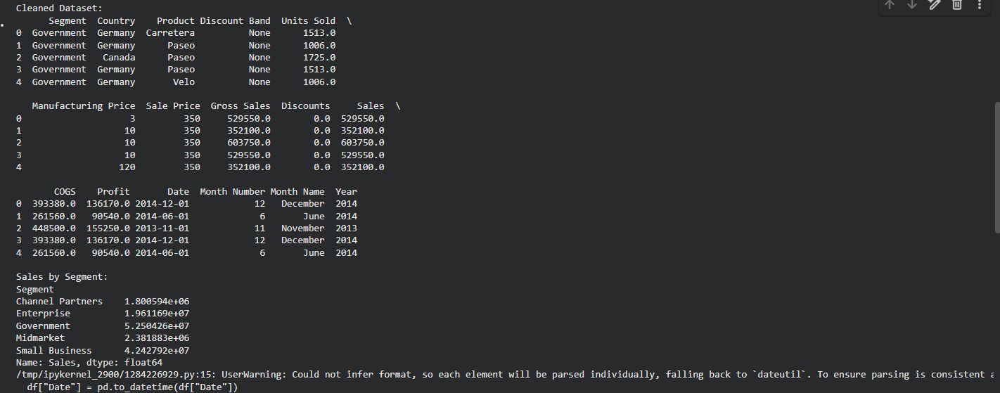 Cleaned Dataset:
Segment Country Product Discount Band Units Sold \
0 Government Germany Carretera None 1513.0
1 Government Germany Paseo None 1006.0
2 Government Canada Paseo None 1725.0
3 Government Germany Paseo None 1513.0
4 Government Germany Velo None 1006.0
Manufacturing Price Sale Price Gross Sales Discounts Sales \
0 3 350 529550.0 0.0 529550.0
1 10 350 352100.0 0.0 352100.0
2 10 350 603750.0 0.0 603750.0
3 10 350 529550.0 0.0 529550.0
4 120 350 352100.0 0.0 352100.0
COGS Profit Date Month Number Month Name Year
0 393380.0 136170.0 2014-12-01 12 December 2014
1 261560.0 90540.0 2014-06-01 6 June 2014
2 448500.0 155250.0 2013-11-01 11 November 2013
3 393380.0 136170.0 2014-12-01 12 December 2014
4 261560.0 90540.0 2014-06-01 6 June 2014
Sales by Segment:
Segment
Channel Partners 1.800594e+06
Enterprise 1.961169e+07
Government 5.250426e+07
Midmarket 2.381883e+06
Small Business 4.242792e+07
Name: Sales, dtype: float64
/tmp/ipykernel_2900/1284226929.py:15: UserWarning: Could not infer format, so each element will be parsed individually, falling back to `dateutil`. To ensure parsing is consistent a
df["Date"] = pd.to_datetime(df["Date"])